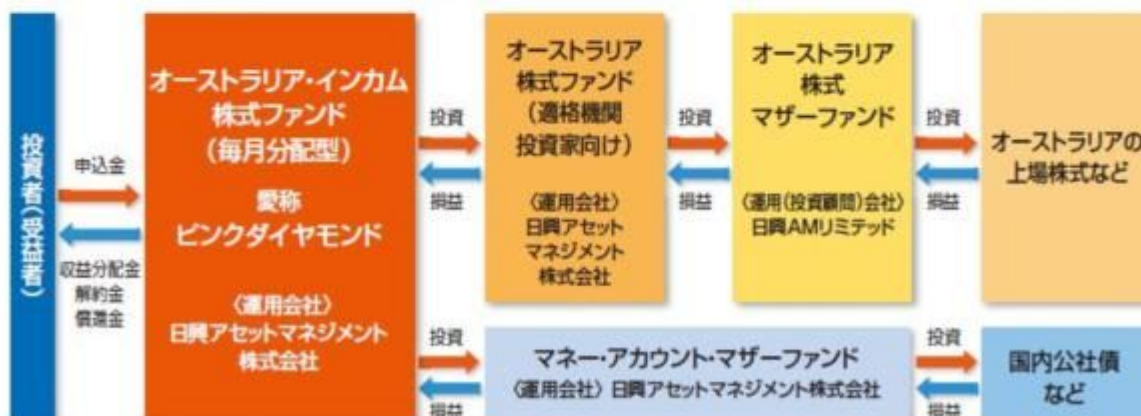 投資者(受益者)
申込金
収益分配金
解約金
償還金
オーストラリア・インカム
株式ファンド
(毎月分配型)
愛称
ピンクダイヤモンド
〈運用会社〉
日興アセットマネジメント
株式会社
投資
損益
オーストラリア
株式ファンド
(適格機関
投資家向け)
〈運用会社〉
日興アセット
マネジメント
株式会社
投資
損益
オーストラリア
株式
マザーファンド
〈運用(投資顧問)会社〉
日興AMリミテッド
投資
損益
オーストラリアの
上場株式など
投資
損益
マネー・アカウント・マザーファンド
〈運用会社〉日興アセットマネジメント株式会社
投資
損益
国内公社債
など